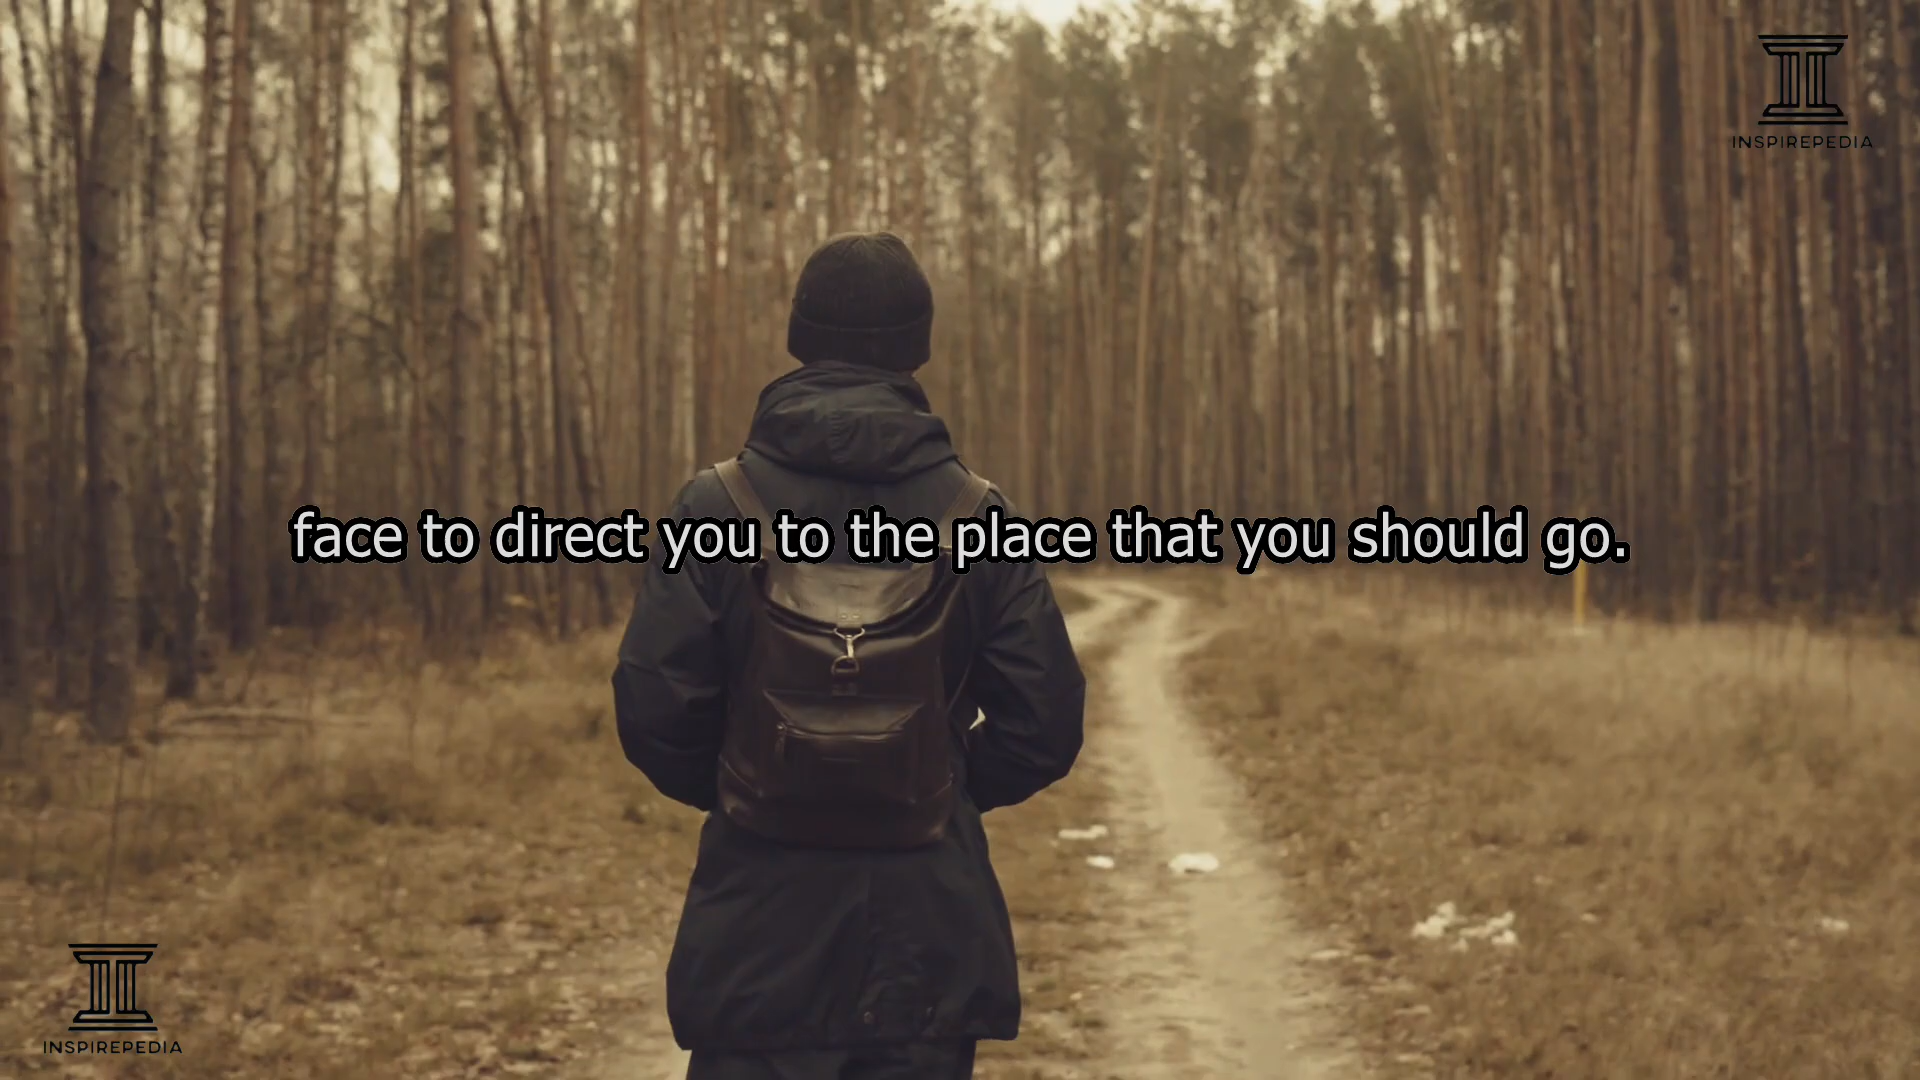 INSPIREPEDIA
face to direct you to the place that you should go.
INSPIREPEDIA